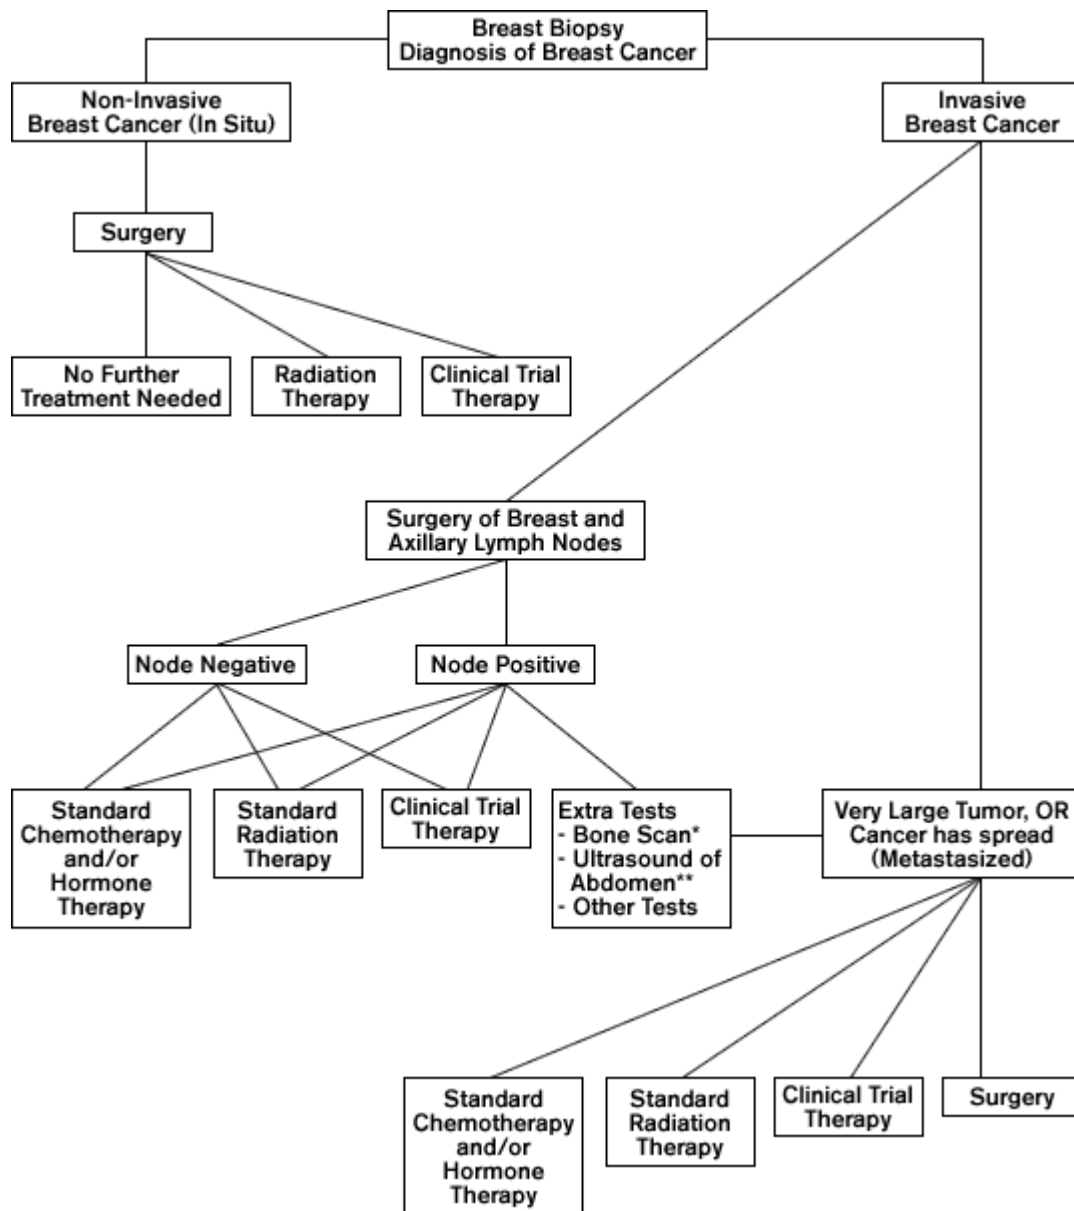 Breast Biopsy
Diagnosis of Breast Cancer
Non-Invasive
Breast Cancer (In Situ)
Invasive
Breast Cancer
Surgery
No Further
Treatment Needed
Radiation
Therapy
Clinical Trial
Therapy
Surgery of Breast and
Axillary Lymph Nodes
Node Negative
Node Positive
Standard
Chemotherapy
and/or
Hormone
Therapy
Standard
Radiation
Therapy
Clinical Trial
Therapy
Extra Tests
- Bone Scan*
- Ultrasound of
Abdomen**
- Other Tests
Very Large Tumor, OR
Cancer has spread
(Metastasized)
Standard
Chemotherapy
and/or
Hormone
Therapy
Standard
Radiation
Therapy
Clinical Trial
Therapy
Surgery